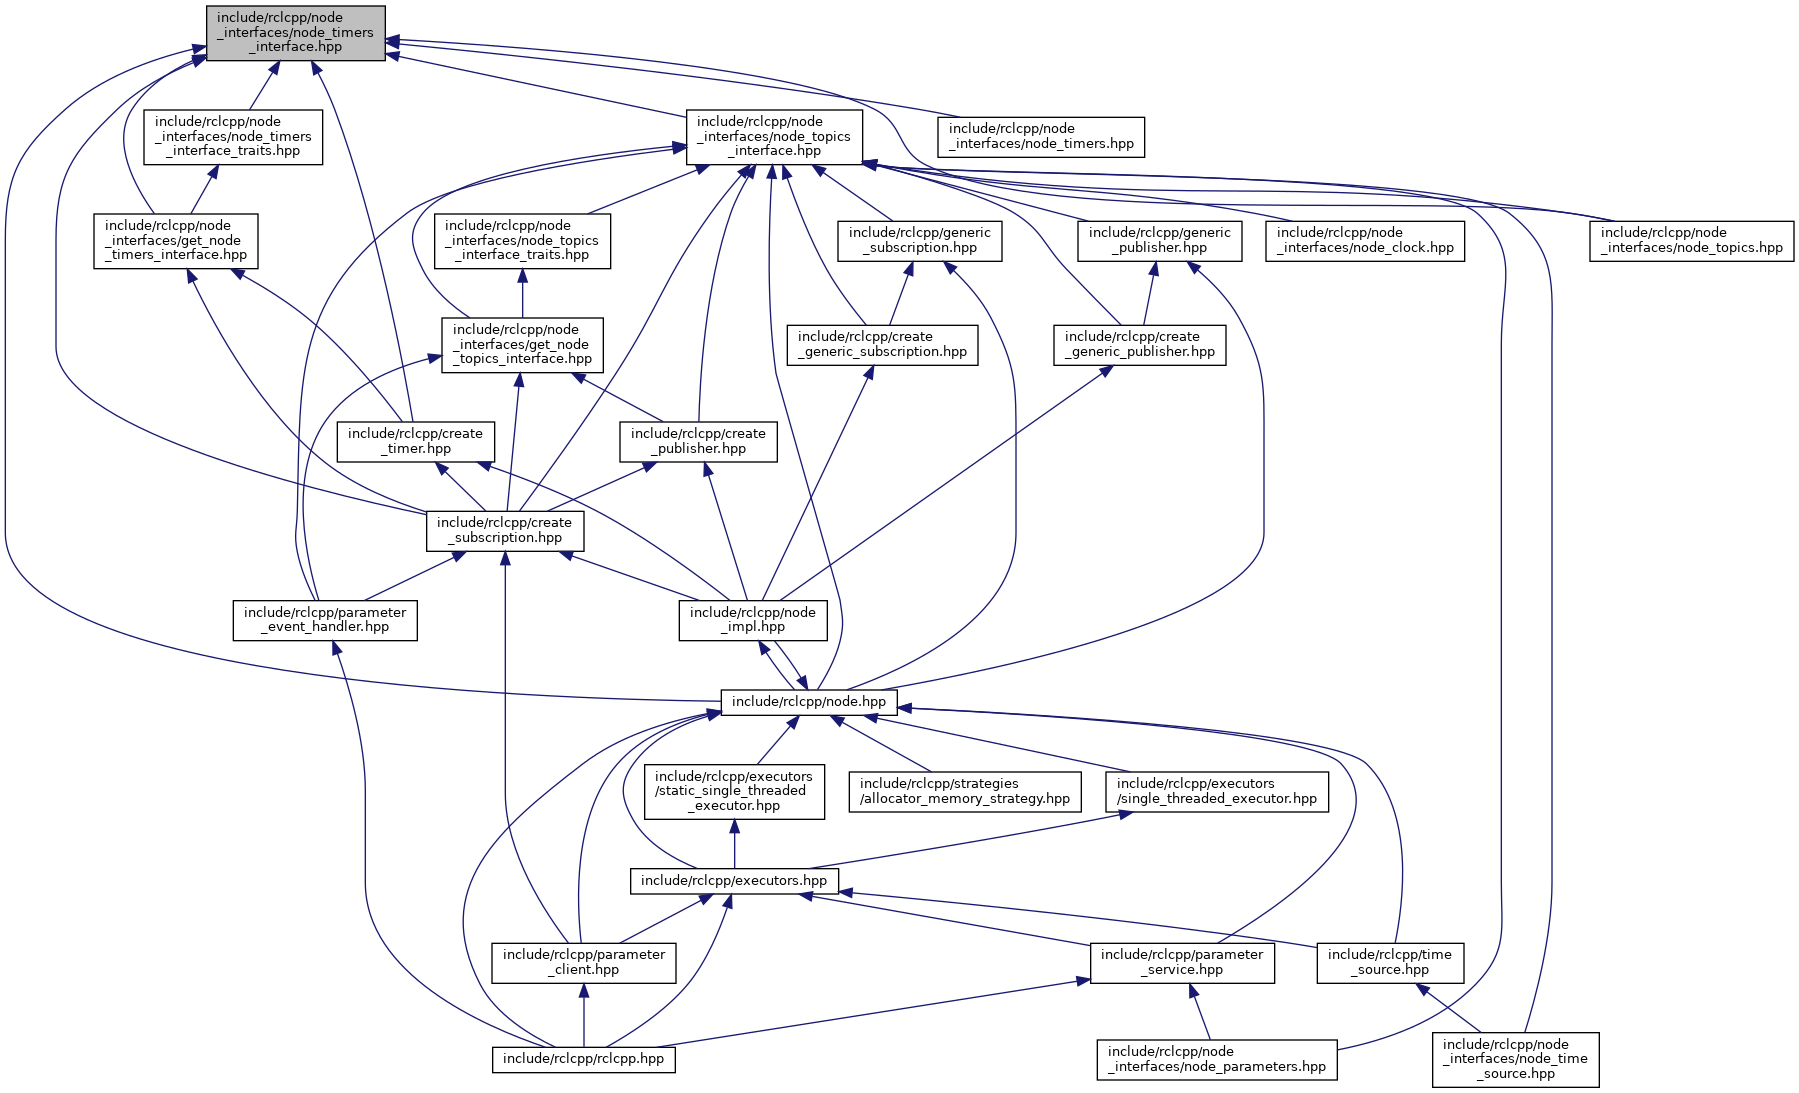 include/rclcpp/node
_interfaces/node_timers
_interface.hpp
include/rclcpp/node
_interfaces/node_timers
_interface_traits.hpp
include/rclcpp/node
_interfaces/node_topics
_interface.hpp
include/rclcpp/node
_interfaces/node_timers.hpp
include/rclcpp/node
_interfaces/get_node
_timers_interface.hpp
include/rclcpp/node
_interfaces/node_topics
_interface_traits.hpp
include/rclcpp/generic
_subscription.hpp
include/rclcpp/generic
_publisher.hpp
include/rclcpp/node
_interfaces/node_clock.hpp
include/rclcpp/node
_interfaces/node_topics.hpp
include/rclcpp/node
_interfaces/get_node
_topics_interface.hpp
include/rclcpp/create
_generic_subscription.hpp
include/rclcpp/create
_generic_publisher.hpp
include/rclcpp/create
_timer.hpp
include/rclcpp/create
_publisher.hpp
include/rclcpp/create
_subscription.hpp
include/rclcpp/parameter
_event_handler.hpp
include/rclcpp/node
_impl.hpp
include/rclcpp/node.hpp
include/rclcpp/executors
/static_single_threaded
_executor.hpp
include/rclcpp/strategies
/allocator_memory_strategy.hpp
include/rclcpp/executors
/single_threaded_executor.hpp
include/rclcpp/executors.hpp
include/rclcpp/parameter
_client.hpp
include/rclcpp/parameter
_service.hpp
include/rclcpp/time
_source.hpp
include/rclcpp/rclcpp.hpp
include/rclcpp/node
_interfaces/node_parameters.hpp
include/rclcpp/node
_interfaces/node_time
_source.hpp